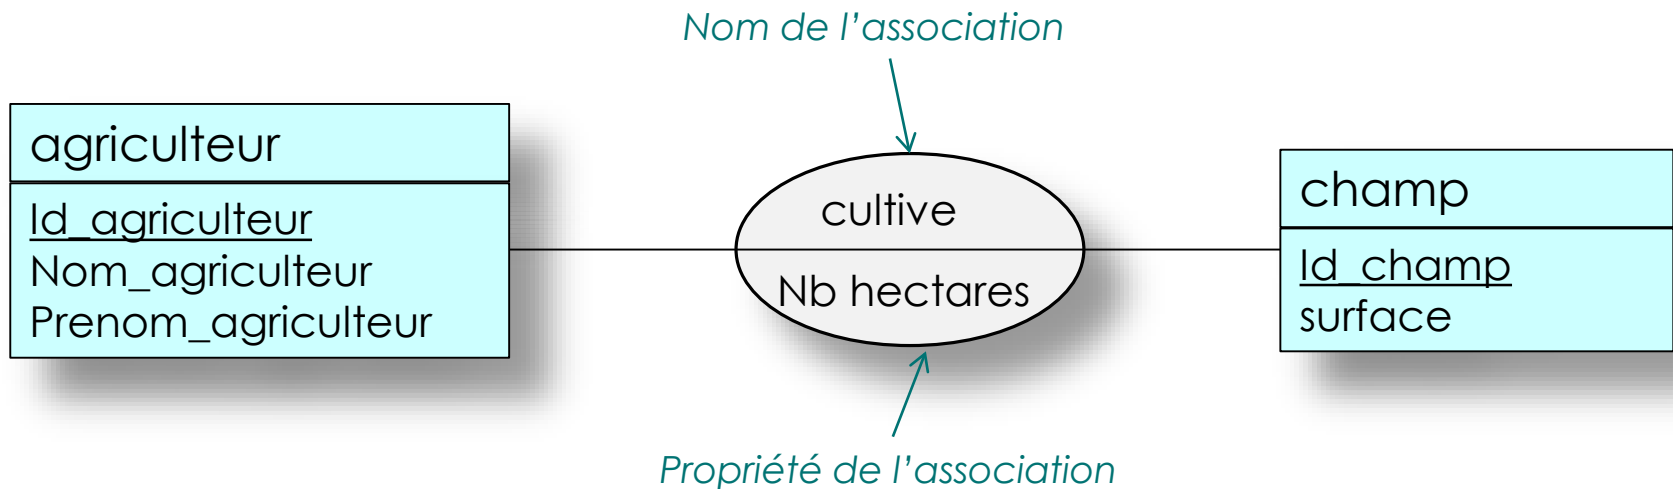 Nom de l’association
agriculteur
Id_agriculteur
Nom_agriculteur
Prenom_agriculteur
cultive
Nb hectares
champ
Id_champ
surface
Propriété de l’association